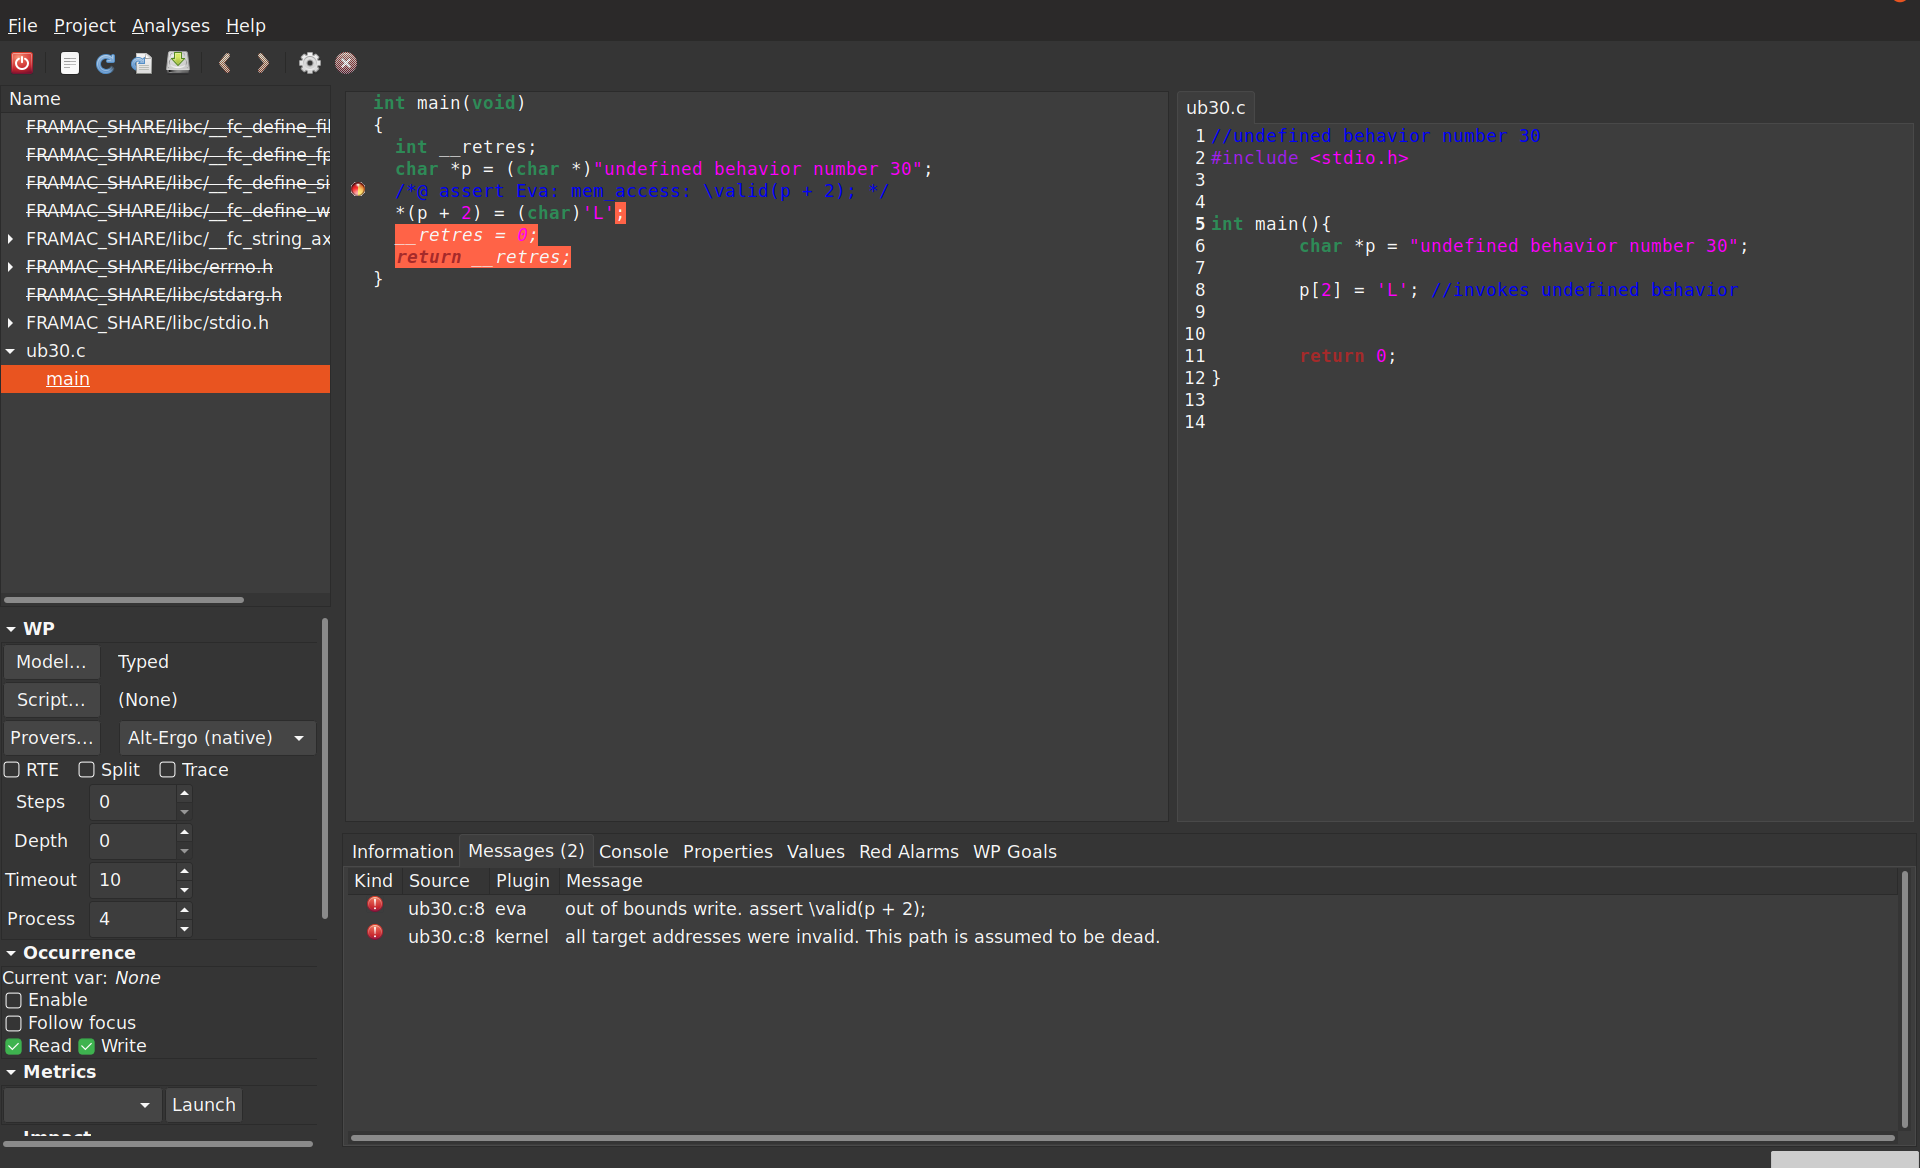 File Project Analyses Help
Name
FRAMAC_SHARE/libc/__fc_define_fil
FRAMAC_SHARE/libc/__fc_define_fp
FRAMAC_SHARE/libc/__fc_define_si
FRAMAC_SHARE/libc/__fc_define_w
FRAMAC_SHARE/libc/__fc_string_ax
FRAMAC_SHARE/libc/errno.h
FRAMAC_SHARE/libc/stdarg.h
FRAMAC_SHARE/libc/stdio.h
ub30.c
main
WP
Model... Typed
Script... (None)
Provers... Alt-Ergo (native)
RTE Split Trace
Steps 0
Depth 0
Timeout 10
Process 4
Occurrence
Current var: None
Enable
Follow focus
Read Write
Metrics
Launch
int main(void)
{
int __retres;
char *p = (char *)"undefined behavior number 30";
/*@ assert Eva: mem_access: \valid(p + 2); */
*(p + 2) = (char)'L';
__retres = 0;
return __retres;
}
ub30.c
1 //undefined behavior number 30
2 #include <stdio.h>
3
4
5 int main(){
6 char *p = "undefined behavior number 30";
7
8 p[2] = 'L'; //invokes undefined behavior
9
10
11 return 0;
12 }
13
14
Information Messages (2) Console Properties Values Red Alarms WP Goals
Kind Source Plugin Message
ub30.c:8 eva out of bounds write. assert \valid(p + 2);
ub30.c:8 kernel all target addresses were invalid. This path is assumed to be dead.